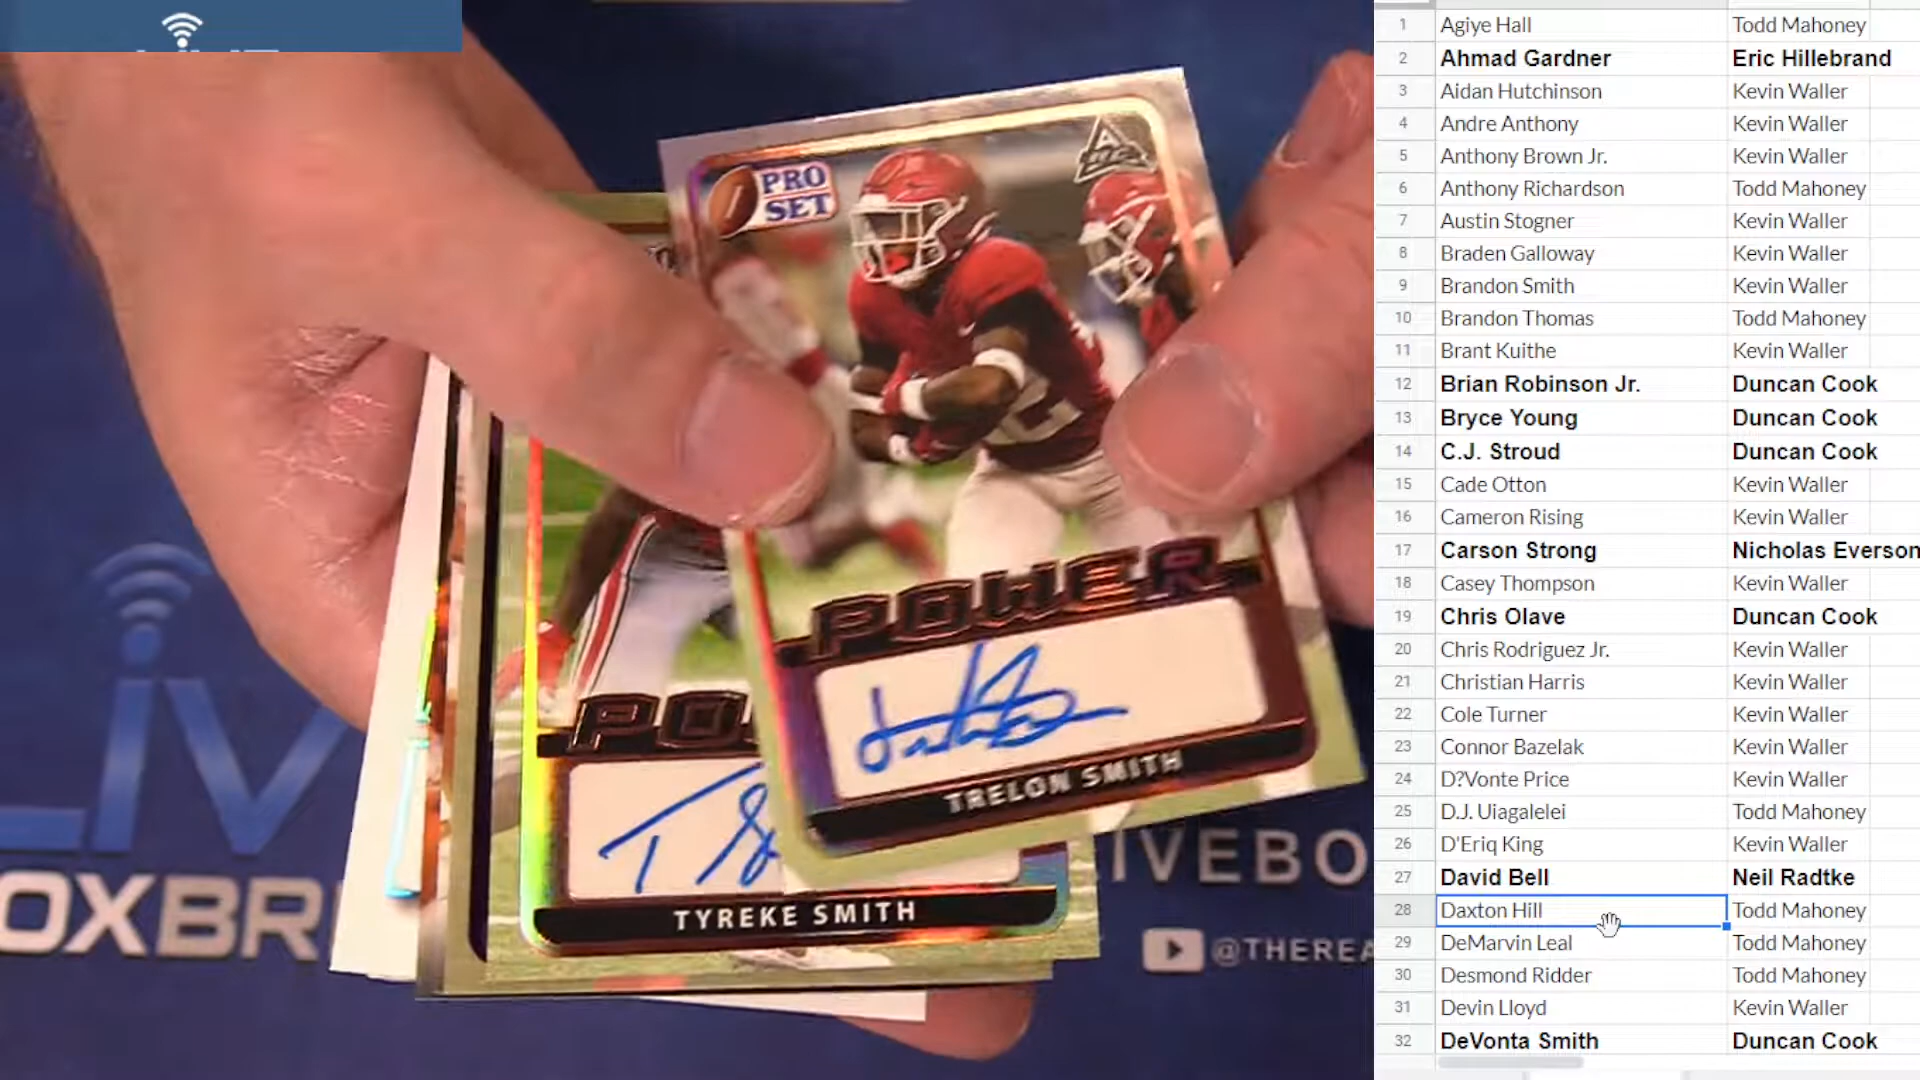 PRO
SET
POWER
TRELON SMITH
TYREKE SMITH
OXBR
IVEBO
@THEREA
1 Agiye Hall Todd Mahoney
2 Ahmad Gardner Eric Hillebrand
3 Aidan Hutchinson Kevin Waller
4 Andre Anthony Kevin Waller
5 Anthony Brown Jr. Kevin Waller
6 Anthony Richardson Todd Mahoney
7 Austin Stogner Kevin Waller
8 Braden Galloway Kevin Waller
9 Brandon Smith Kevin Waller
10 Brandon Thomas Todd Mahoney
11 Brant Kuithe Kevin Waller
12 Brian Robinson Jr. Duncan Cook
13 Bryce Young Duncan Cook
14 C.J. Stroud Duncan Cook
15 Cade Otton Kevin Waller
16 Cameron Rising Kevin Waller
17 Carson Strong Nicholas Everson
18 Casey Thompson Kevin Waller
19 Chris Olave Duncan Cook
20 Chris Rodriguez Jr. Kevin Waller
21 Christian Harris Kevin Waller
22 Cole Turner Kevin Waller
23 Connor Bazelak Kevin Waller
24 D?Vonte Price Kevin Waller
25 D.J. Uiagalelei Todd Mahoney
26 D'Eriq King Kevin Waller
27 David Bell Neil Radtke
28 Daxton Hill Todd Mahoney
29 DeMarvin Leal Todd Mahoney
30 Desmond Ridder Todd Mahoney
31 Devin Lloyd Kevin Waller
32 DeVonta Smith Duncan Cook